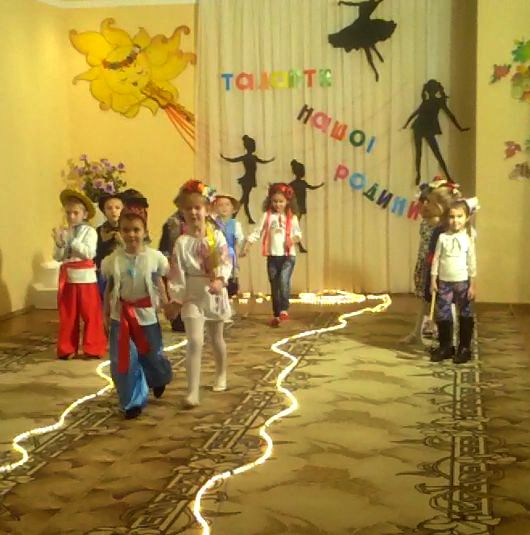 таланти
нашої
родини